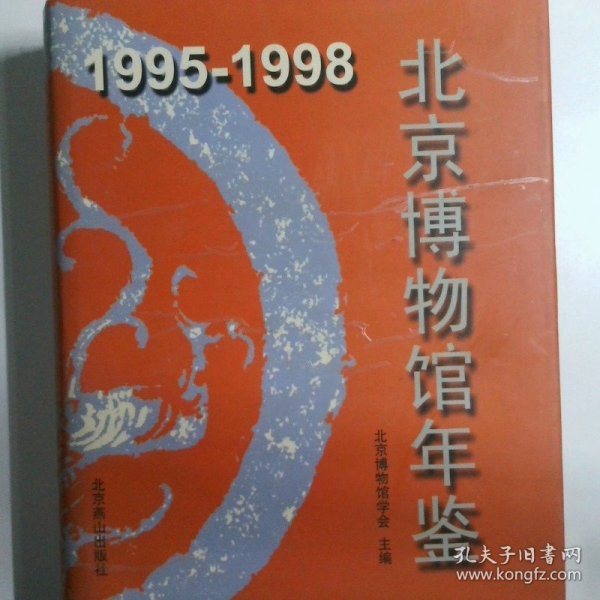 1995-1998
北京博物馆年鉴
北京博物馆学会 主编
北京燕山出版社
孔夫子旧书网
www.kongfz.com